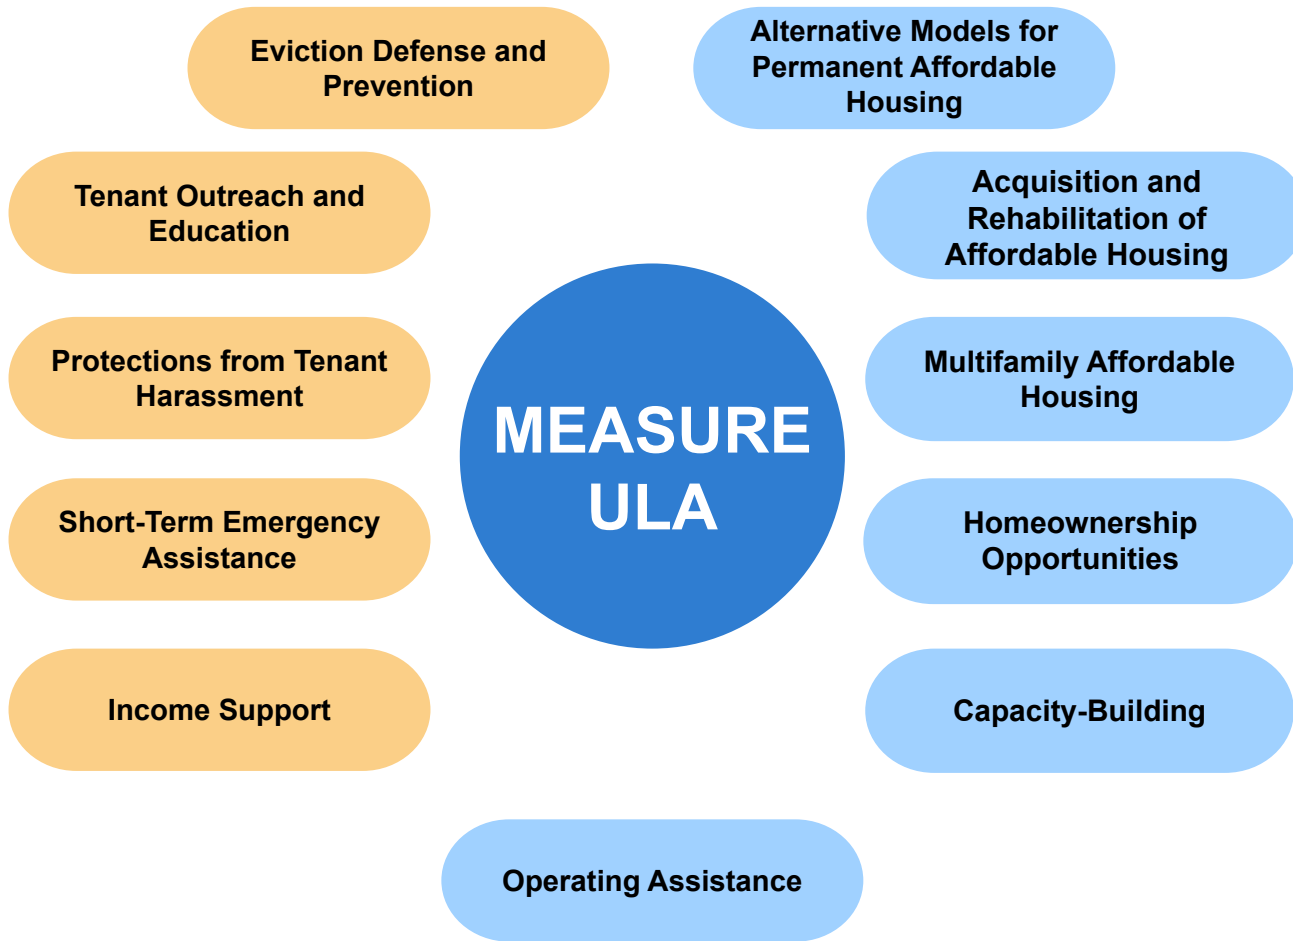 Eviction Defense and
Prevention
Alternative Models for
Permanent Affordable
Housing
Tenant Outreach and
Education
Acquisition and
Rehabilitation of
Affordable Housing
Protections from Tenant
Harassment
Multifamily Affordable
Housing
MEASURE
ULA
Short-Term Emergency
Assistance
Homeownership
Opportunities
Income Support
Capacity-Building
Operating Assistance